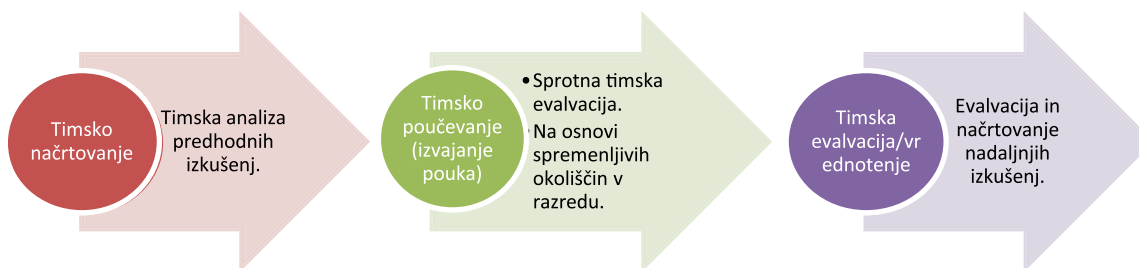 Timsko
načrtovanje
Timska analiza
predhodnih
izkušenj.
Timsko
poučevanje
(izvajanje
pouka)
• Sprotna timska
evalvacija.
• Na osnovi
spremenljivih
okoliščin v
razredu.
Timska
evalvacija/vr
ednotenje
Evalvacija in
načrtovanje
nadaljnjih
izkušenj.